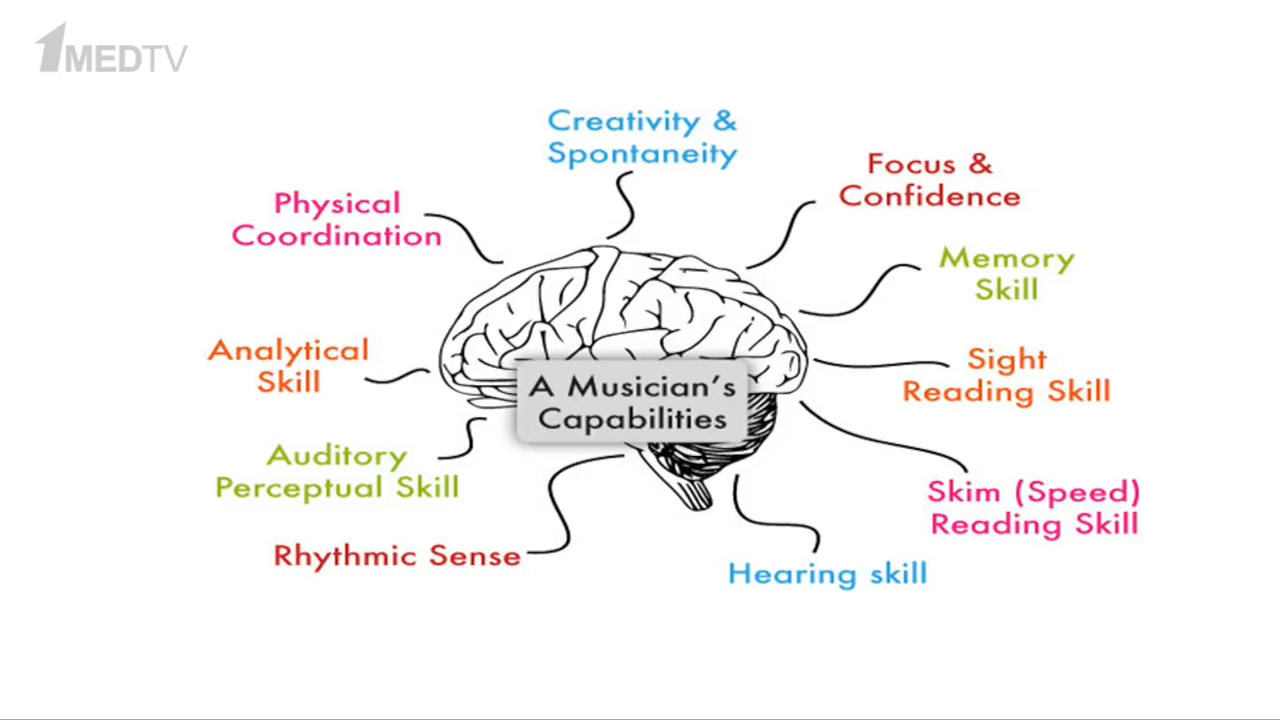 1MEDTV
Creativity &
Spontaneity
Focus &
Confidence
Physical
Coordination
Memory
Skill
Analytical
Skill
Sight
Reading Skill
A Musician's
Capabilities
Auditory
Perceptual Skill
Skim (Speed)
Reading Skill
Rhythmic Sense
Hearing skill